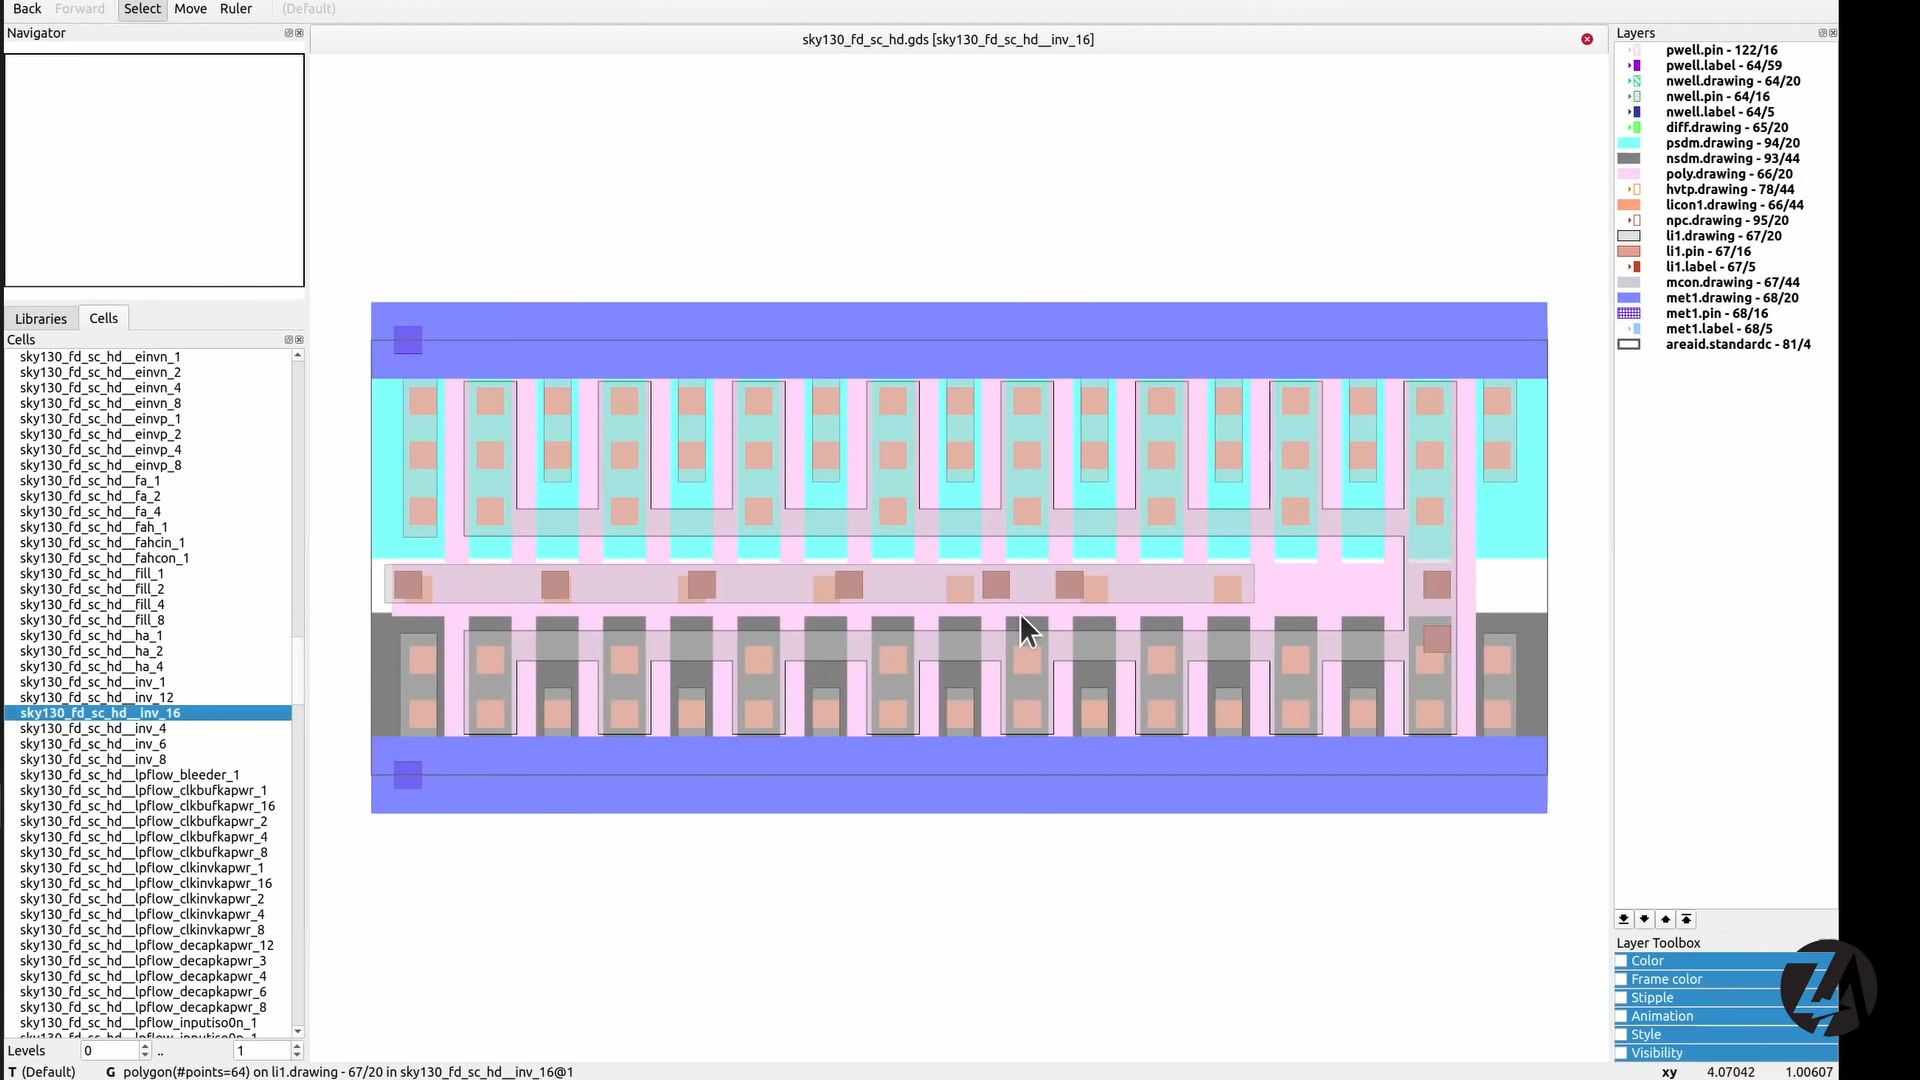 Back Forward Select Move Ruler (Default)
Navigator
sky130_fd_sc_hd.gds [sky130_fd_sc_hd__inv_16]
Layers
pwell.pin - 122/16
pwell.label - 64/59
nwell.drawing - 64/20
nwell.pin - 64/16
nwell.label - 64/5
diff.drawing - 65/20
psdm.drawing - 94/20
nsdm.drawing - 93/44
poly.drawing - 66/20
hvtp.drawing - 78/44
licon1.drawing - 66/44
npc.drawing - 95/20
li1.drawing - 67/20
li1.pin - 67/16
li1.label - 67/5
mcon.drawing - 67/44
met1.drawing - 68/20
met1.pin - 68/16
met1.label - 68/5
areaid.standardc - 81/4
Libraries Cells
Cells
sky130_fd_sc_hd__einvn_1
sky130_fd_sc_hd__einvn_2
sky130_fd_sc_hd__einvn_4
sky130_fd_sc_hd__einvn_8
sky130_fd_sc_hd__einvp_1
sky130_fd_sc_hd__einvp_2
sky130_fd_sc_hd__einvp_4
sky130_fd_sc_hd__einvp_8
sky130_fd_sc_hd__fa_1
sky130_fd_sc_hd__fa_2
sky130_fd_sc_hd__fa_4
sky130_fd_sc_hd__fah_1
sky130_fd_sc_hd__fahcin_1
sky130_fd_sc_hd__fahcon_1
sky130_fd_sc_hd__fill_1
sky130_fd_sc_hd__fill_2
sky130_fd_sc_hd__fill_4
sky130_fd_sc_hd__fill_8
sky130_fd_sc_hd__ha_1
sky130_fd_sc_hd__ha_2
sky130_fd_sc_hd__ha_4
sky130_fd_sc_hd__inv_1
sky130_fd_sc_hd__inv_12
sky130_fd_sc_hd__inv_16
sky130_fd_sc_hd__inv_4
sky130_fd_sc_hd__inv_6
sky130_fd_sc_hd__inv_8
sky130_fd_sc_hd__lpflow_bleeder_1
sky130_fd_sc_hd__lpflow_clkbufkapwr_1
sky130_fd_sc_hd__lpflow_clkbufkapwr_16
sky130_fd_sc_hd__lpflow_clkbufkapwr_2
sky130_fd_sc_hd__lpflow_clkbufkapwr_4
sky130_fd_sc_hd__lpflow_clkbufkapwr_8
sky130_fd_sc_hd__lpflow_clkinvkapwr_1
sky130_fd_sc_hd__lpflow_clkinvkapwr_16
sky130_fd_sc_hd__lpflow_clkinvkapwr_2
sky130_fd_sc_hd__lpflow_clkinvkapwr_4
sky130_fd_sc_hd__lpflow_clkinvkapwr_8
sky130_fd_sc_hd__lpflow_decapkapwr_12
sky130_fd_sc_hd__lpflow_decapkapwr_3
sky130_fd_sc_hd__lpflow_decapkapwr_4
sky130_fd_sc_hd__lpflow_decapkapwr_6
sky130_fd_sc_hd__lpflow_decapkapwr_8
sky130_fd_sc_hd__lpflow_inputiso0n_1
Levels 0 .. 1
Layer Toolbox
Color
Frame color
Stipple
Animation
Style
Visibility
T (Default) G polygon(#points=64) on li1.drawing - 67/20 in sky130_fd_sc_hd__inv_16@1 xy 4.07042 1.00607